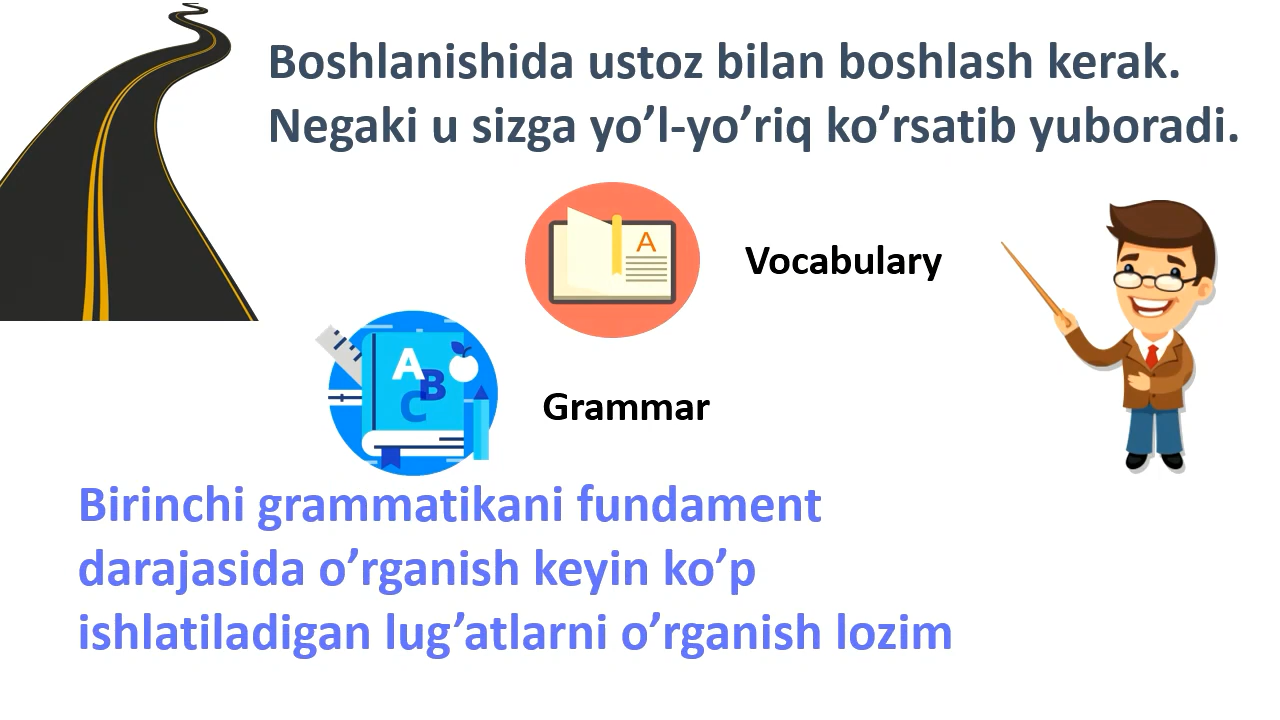 Boshlanishida ustoz bilan boshlash kerak.
Negaki u sizga yo’l-yo’riq ko’rsatib yuboradi.
A
Vocabulary
A
B
C
Grammar
Birinchi grammatikani fundament
darajasida o’rganish keyin ko’p
ishlatiladigan lug’atlarni o’rganish lozim